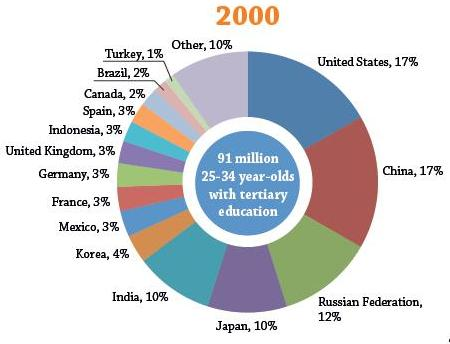 2000
Other, 10%
Turkey, 1%
Brazil, 2%
Canada, 2%
Spain, 3%
Indonesia, 3%
United Kingdom, 3%
Germany, 3%
France, 3%
Mexico, 3%
Korea, 4%
India, 10%
Japan, 10%
Russian Federation,
12%
China, 17%
United States, 17%
91 million
25-34 year-olds
with tertiary
education